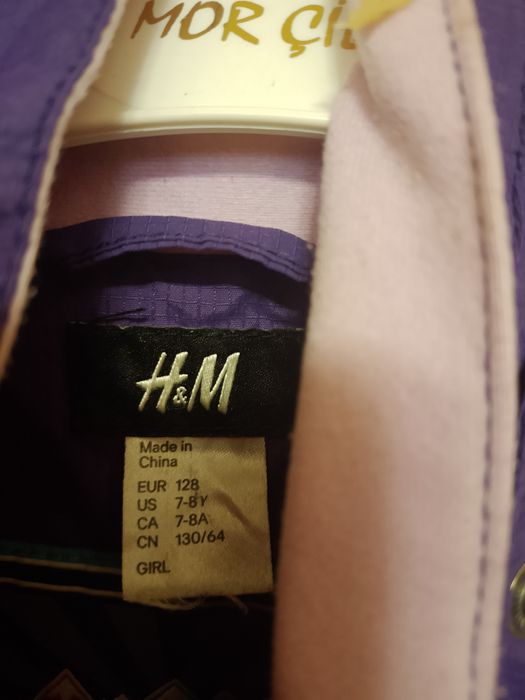 MOR ÇİL
H&M
Made in
China
EUR 128
US 7-8Y
CA 7-8A
CN 130/64
GIRL